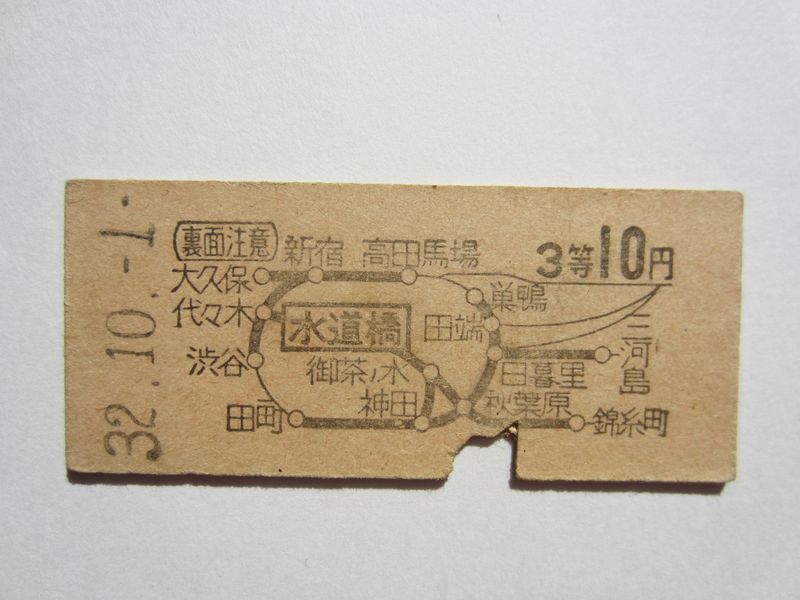 32.10.-1.
裏面注意
新宿
高田馬場
3等10円
大久保
巣鴨
代々木
水道橋
田端
三河島
渋谷
御茶ノ水
日暮里
神田
秋葉原
田町
錦糸町